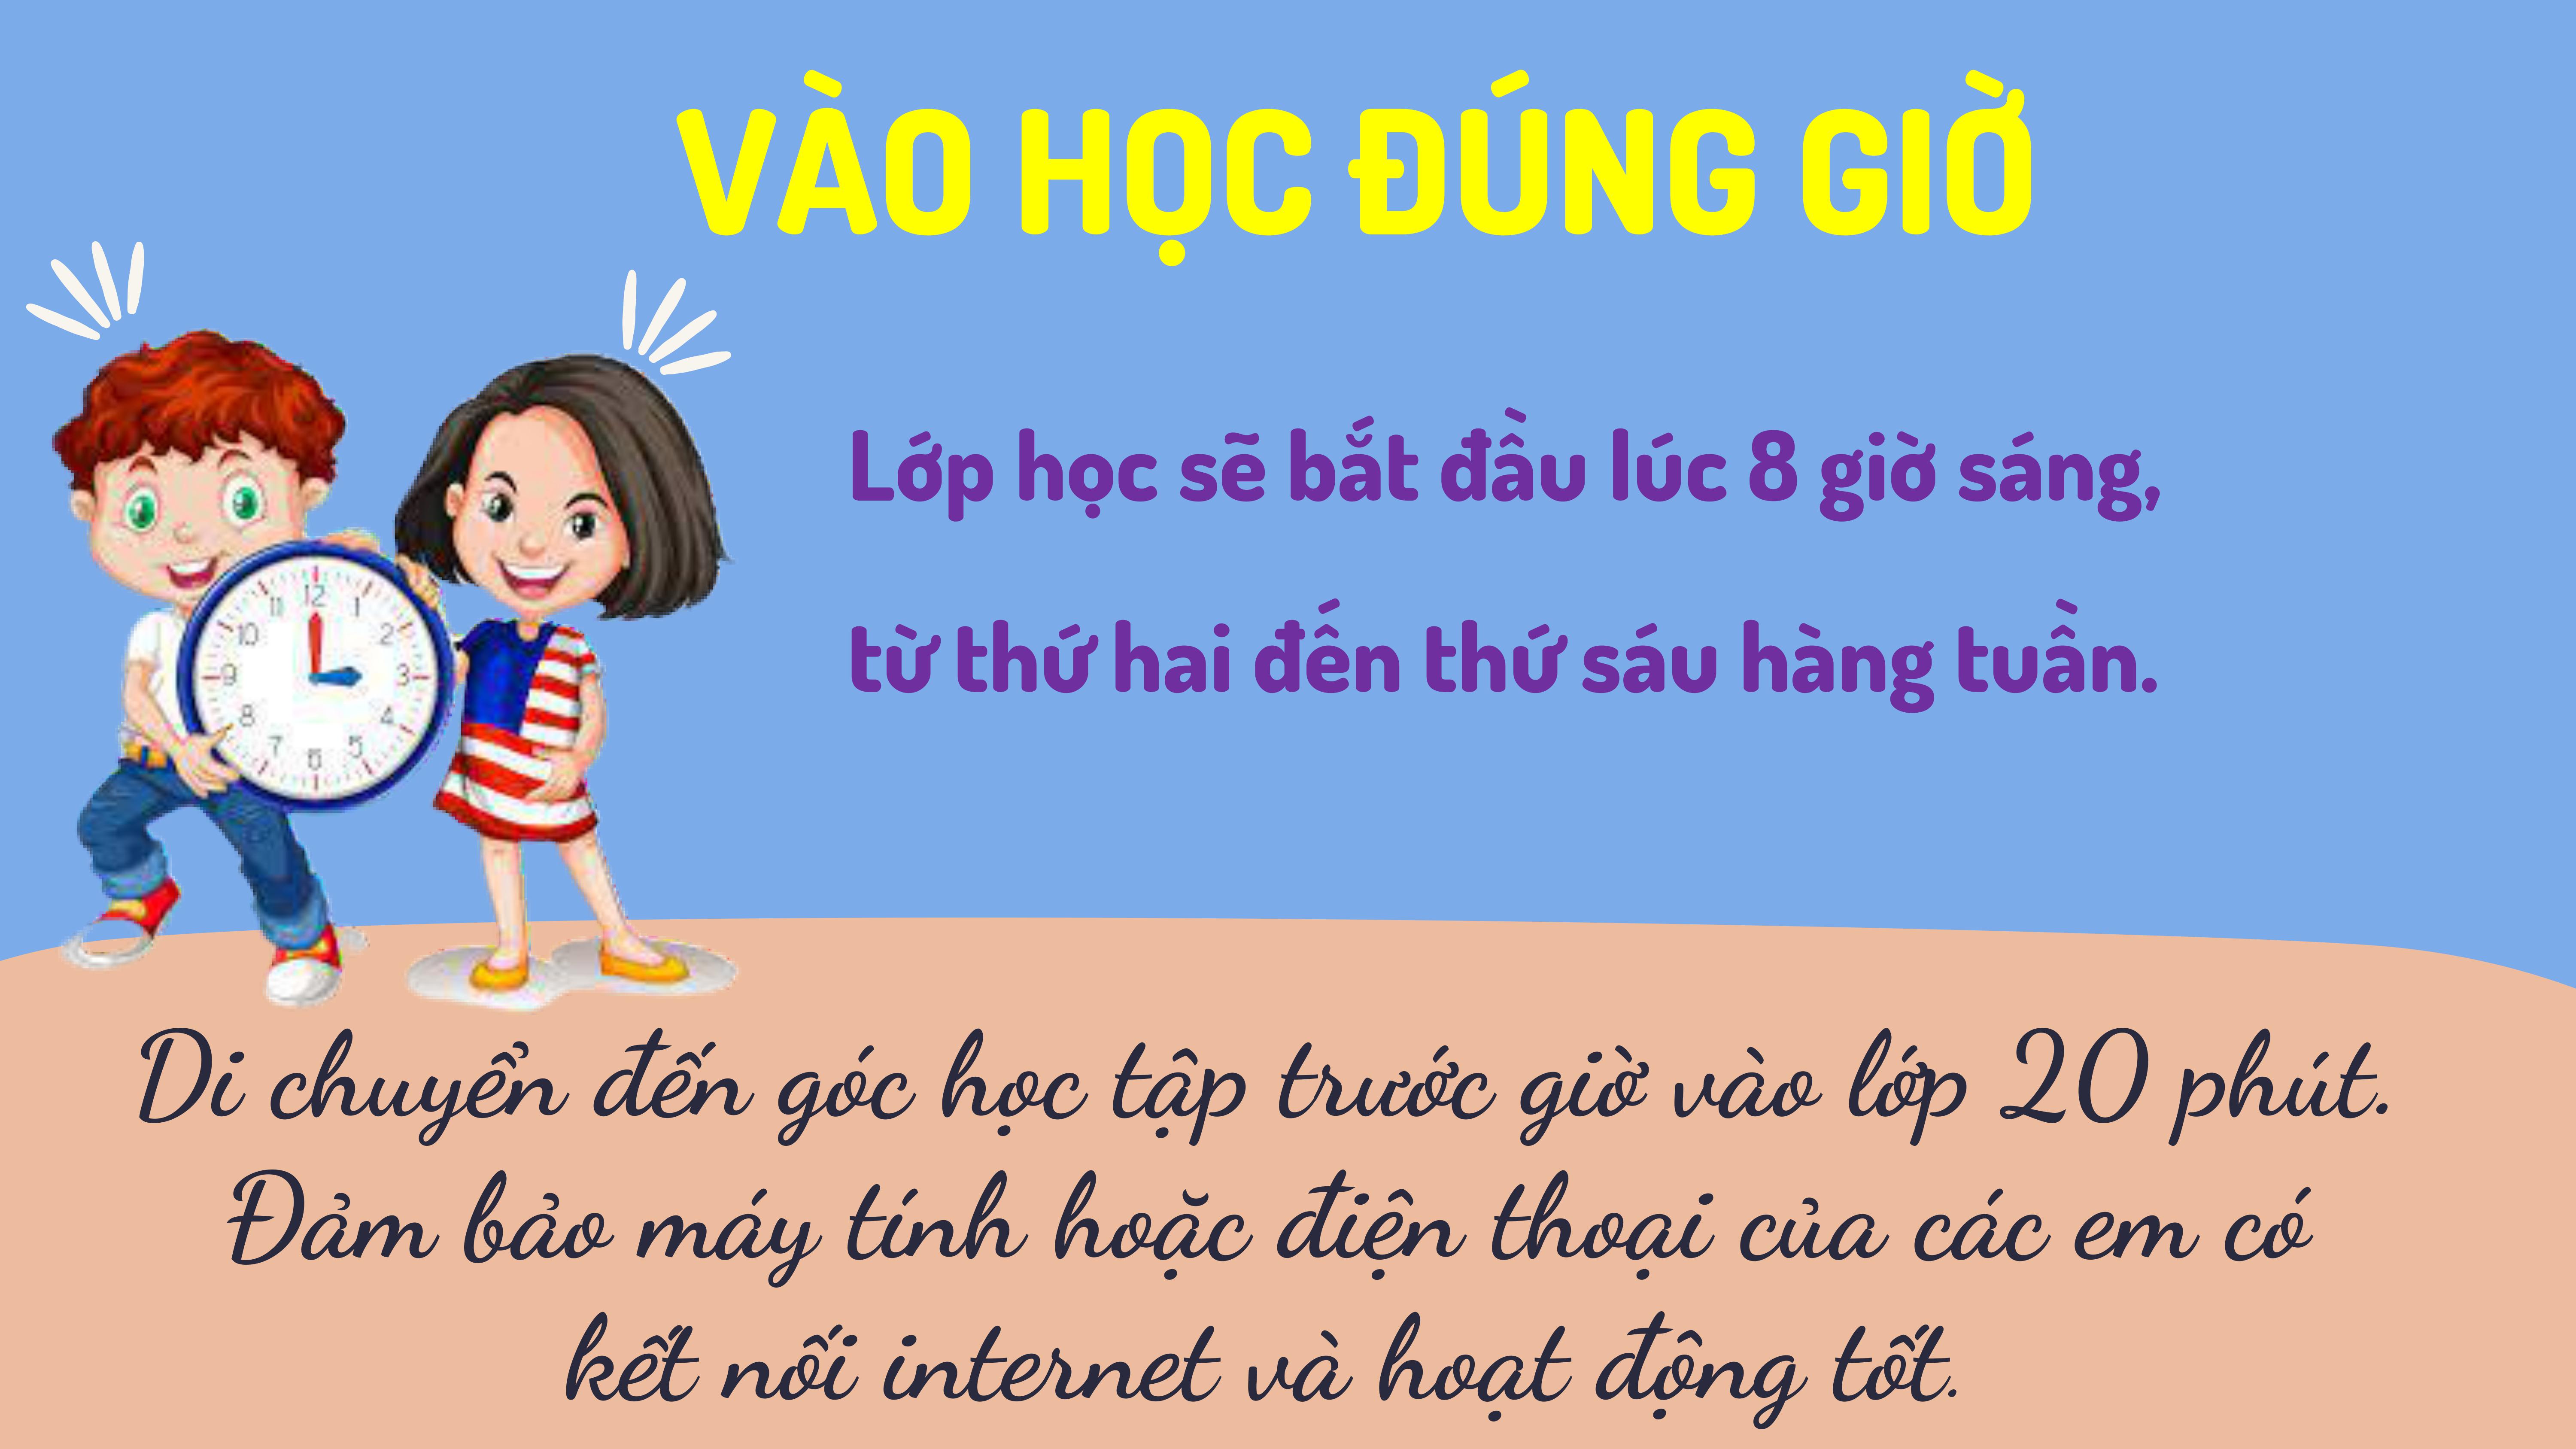 VÀO HỌC ĐÚNG GIỜ
Lớp học sẽ bắt đầu lúc 8 giờ sáng,
từ thứ hai đến thứ sáu hàng tuần.
12
11
1
10
2
9
3
8
4
7
5
6
Di chuyển đến góc học tập trước giờ vào lớp 20 phút.
Đảm bảo máy tính hoặc điện thoại của các em có
kết nối internet và hoạt động tốt.